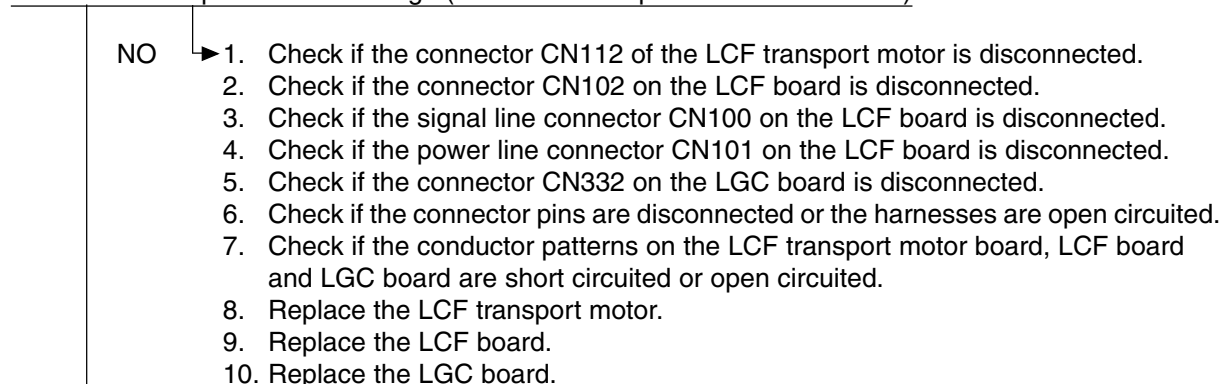 NO 1. Check if the connector CN112 of the LCF transport motor is disconnected.
2. Check if the connector CN102 on the LCF board is disconnected.
3. Check if the signal line connector CN100 on the LCF board is disconnected.
4. Check if the power line connector CN101 on the LCF board is disconnected.
5. Check if the connector CN332 on the LGC board is disconnected.
6. Check if the connector pins are disconnected or the harnesses are open circuited.
7. Check if the conductor patterns on the LCF transport motor board, LCF board
and LGC board are short circuited or open circuited.
8. Replace the LCF transport motor.
9. Replace the LCF board.
10. Replace the LGC board.